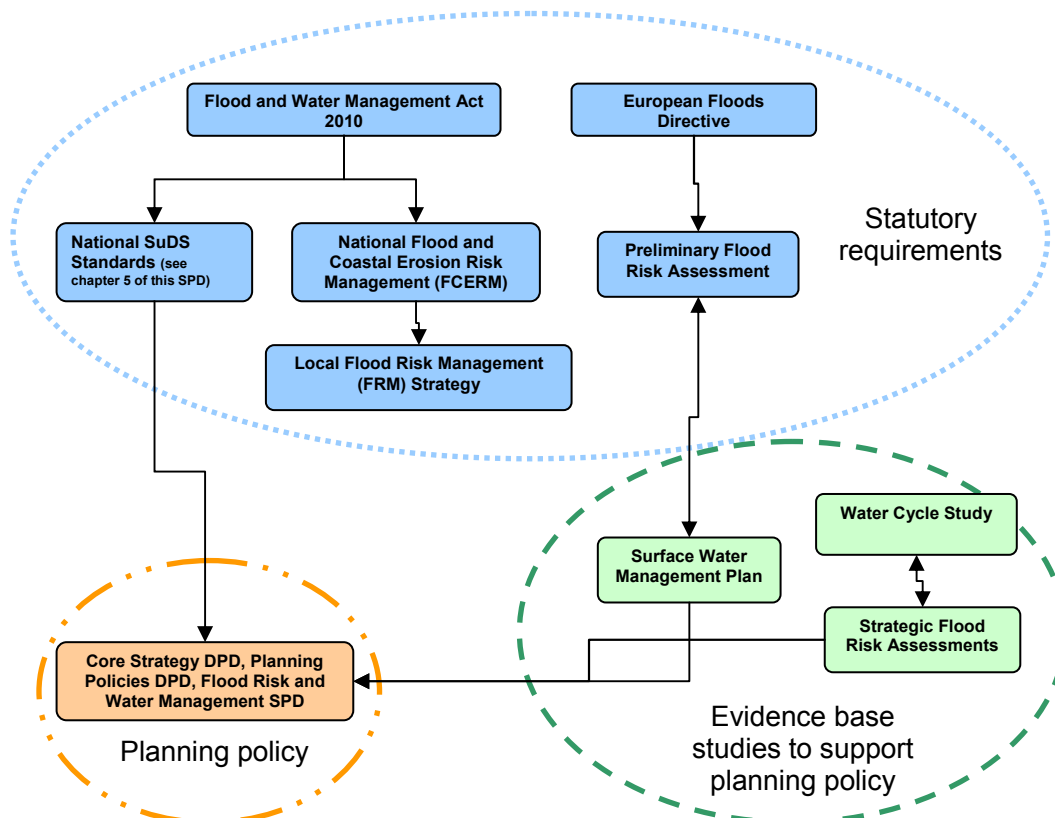 Flood and Water Management Act
2010
European Floods
Directive
National SuDS
Standards (see
chapter 5 of this SPD)
National Flood and
Coastal Erosion Risk
Management (FCERM)
Preliminary Flood
Risk Assessment
Statutory
requirements
Local Flood Risk Management
(FRM) Strategy
Water Cycle Study
Surface Water
Management Plan
Strategic Flood
Risk Assessments
Core Strategy DPD, Planning
Policies DPD, Flood Risk and
Water Management SPD
Planning policy
Evidence base
studies to support
planning policy